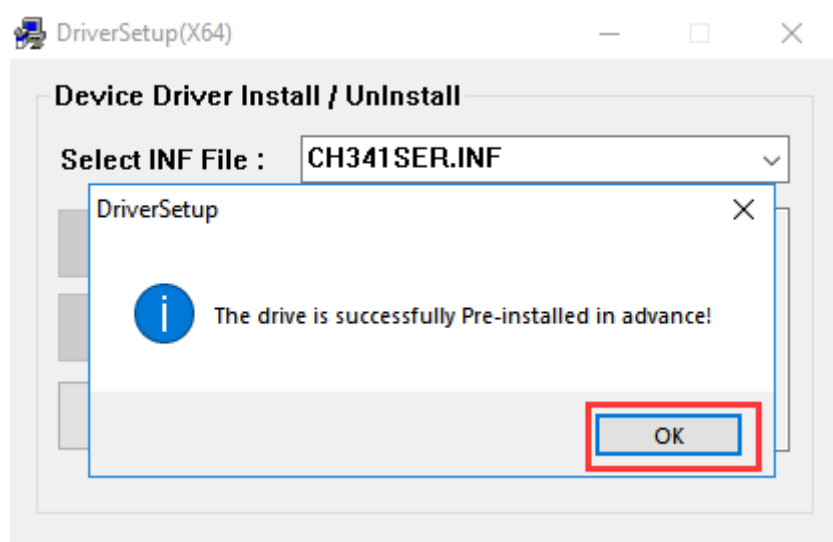 DriverSetup(X64)
Device Driver Install / UnInstall
Select INF File :
CH341SER.INF
DriverSetup
The drive is successfully Pre-installed in advance!
OK